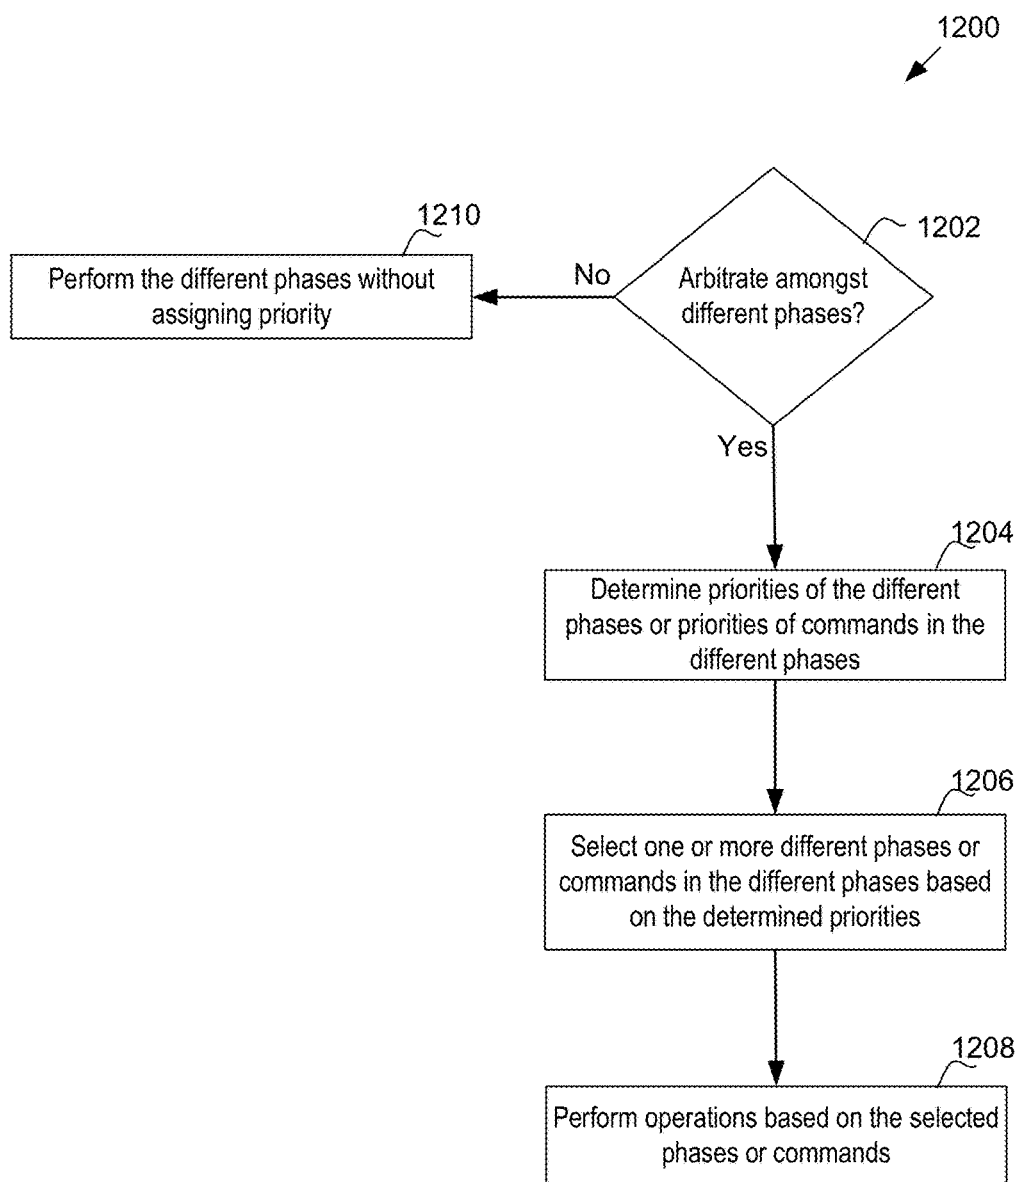 1200
1210
1202
Perform the different phases without
assigning priority
No
Arbitrate amongst
different phases?
Yes
1204
Determine priorities of the different
phases or priorities of commands in the
different phases
1206
Select one or more different phases or
commands in the different phases based
on the determined priorities
1208
Perform operations based on the selected
phases or commands